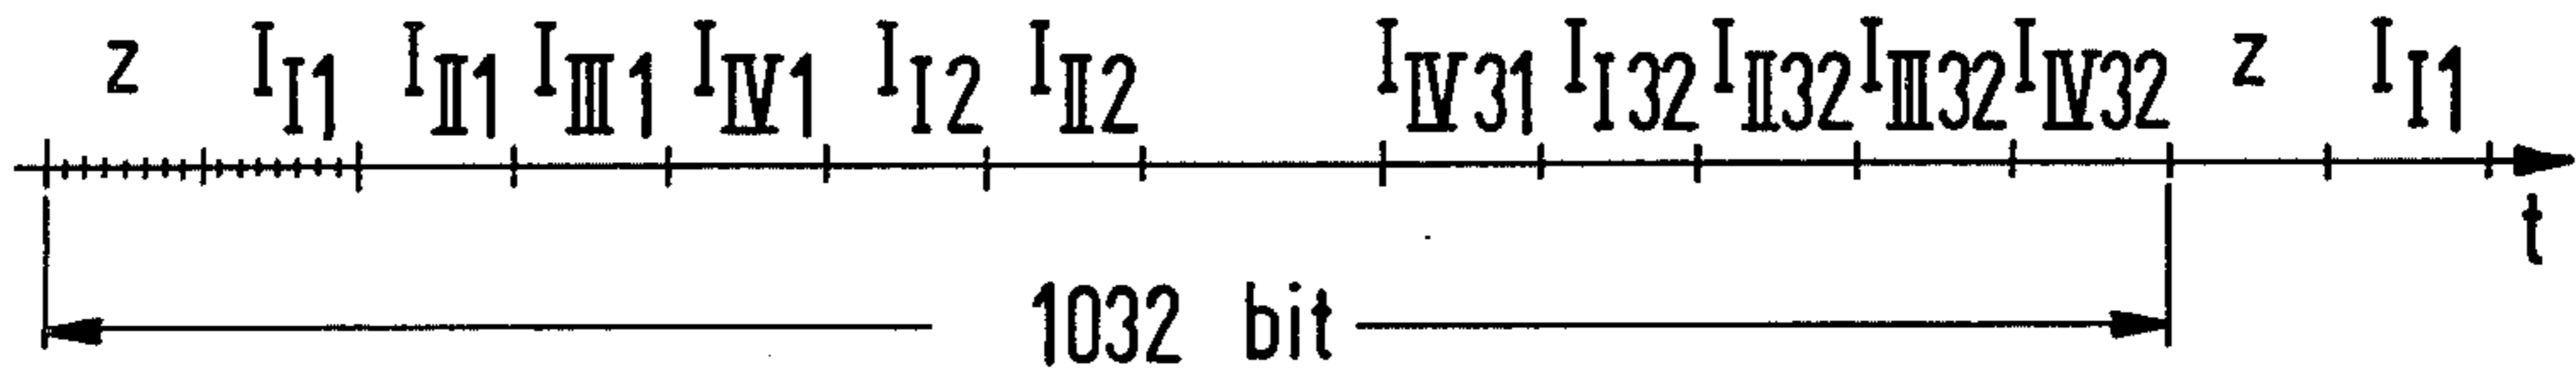 z I_I1 I_II1 I_III1 I_IV1 I_I2 I_II2 I_IV31 I_I32 I_II32 I_III32 I_IV32 z I_I1
t
1032 bit